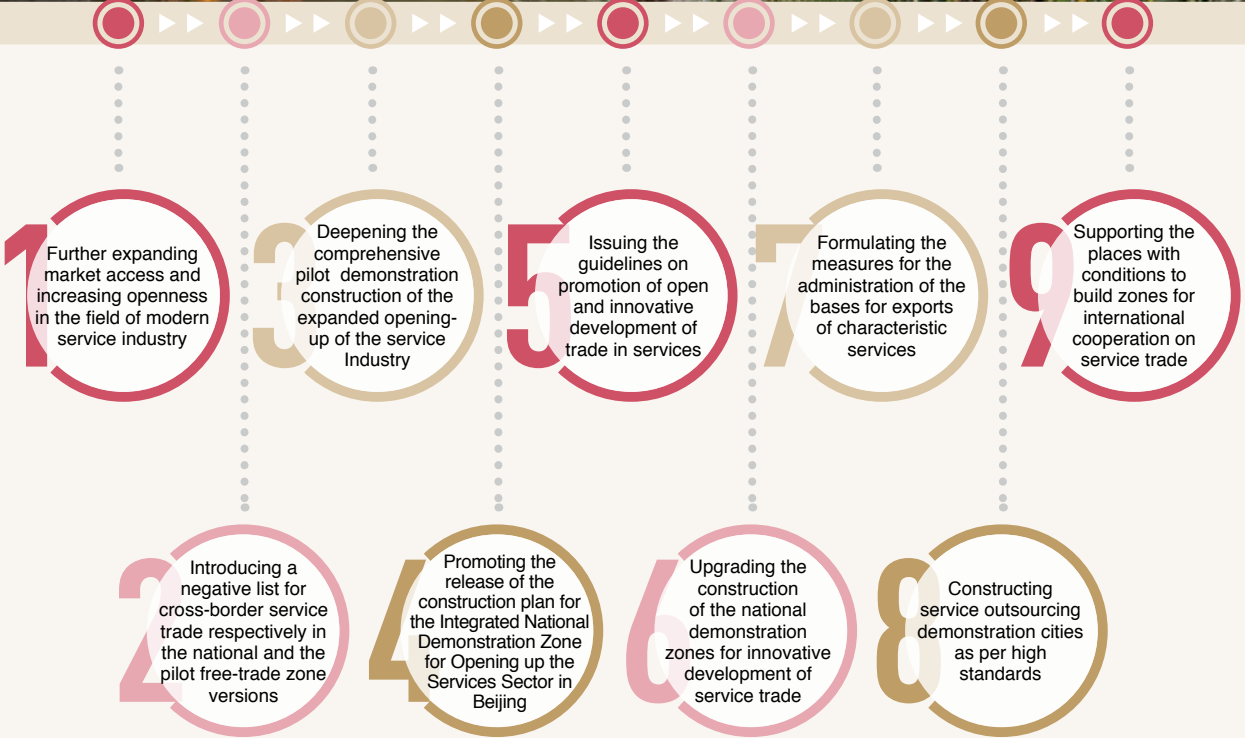 1
Further expanding
market access and
increasing openness
in the field of modern
service industry
2
Introducing a
negative list for
cross-border service
trade respectively in
the national and the
pilot free-trade zone
versions
3
Deepening the
comprehensive
pilot demonstration
construction of the
expanded opening-
up of the service
Industry
4
Promoting the
release of the
construction plan for
the Integrated National
Demonstration Zone
for Opening up the
Services Sector in
Beijing
5
Issuing the
guidelines on
promotion of open
and innovative
development of
trade in services
6
Upgrading the
construction
of the national
demonstration
zones for innovative
development of
service trade
7
Formulating the
measures for the
administration of the
bases for exports
of characteristic
services
8
Constructing
service outsourcing
demonstration cities
as per high
standards
9
Supporting the
places with
conditions to
build zones for
international
cooperation on
service trade